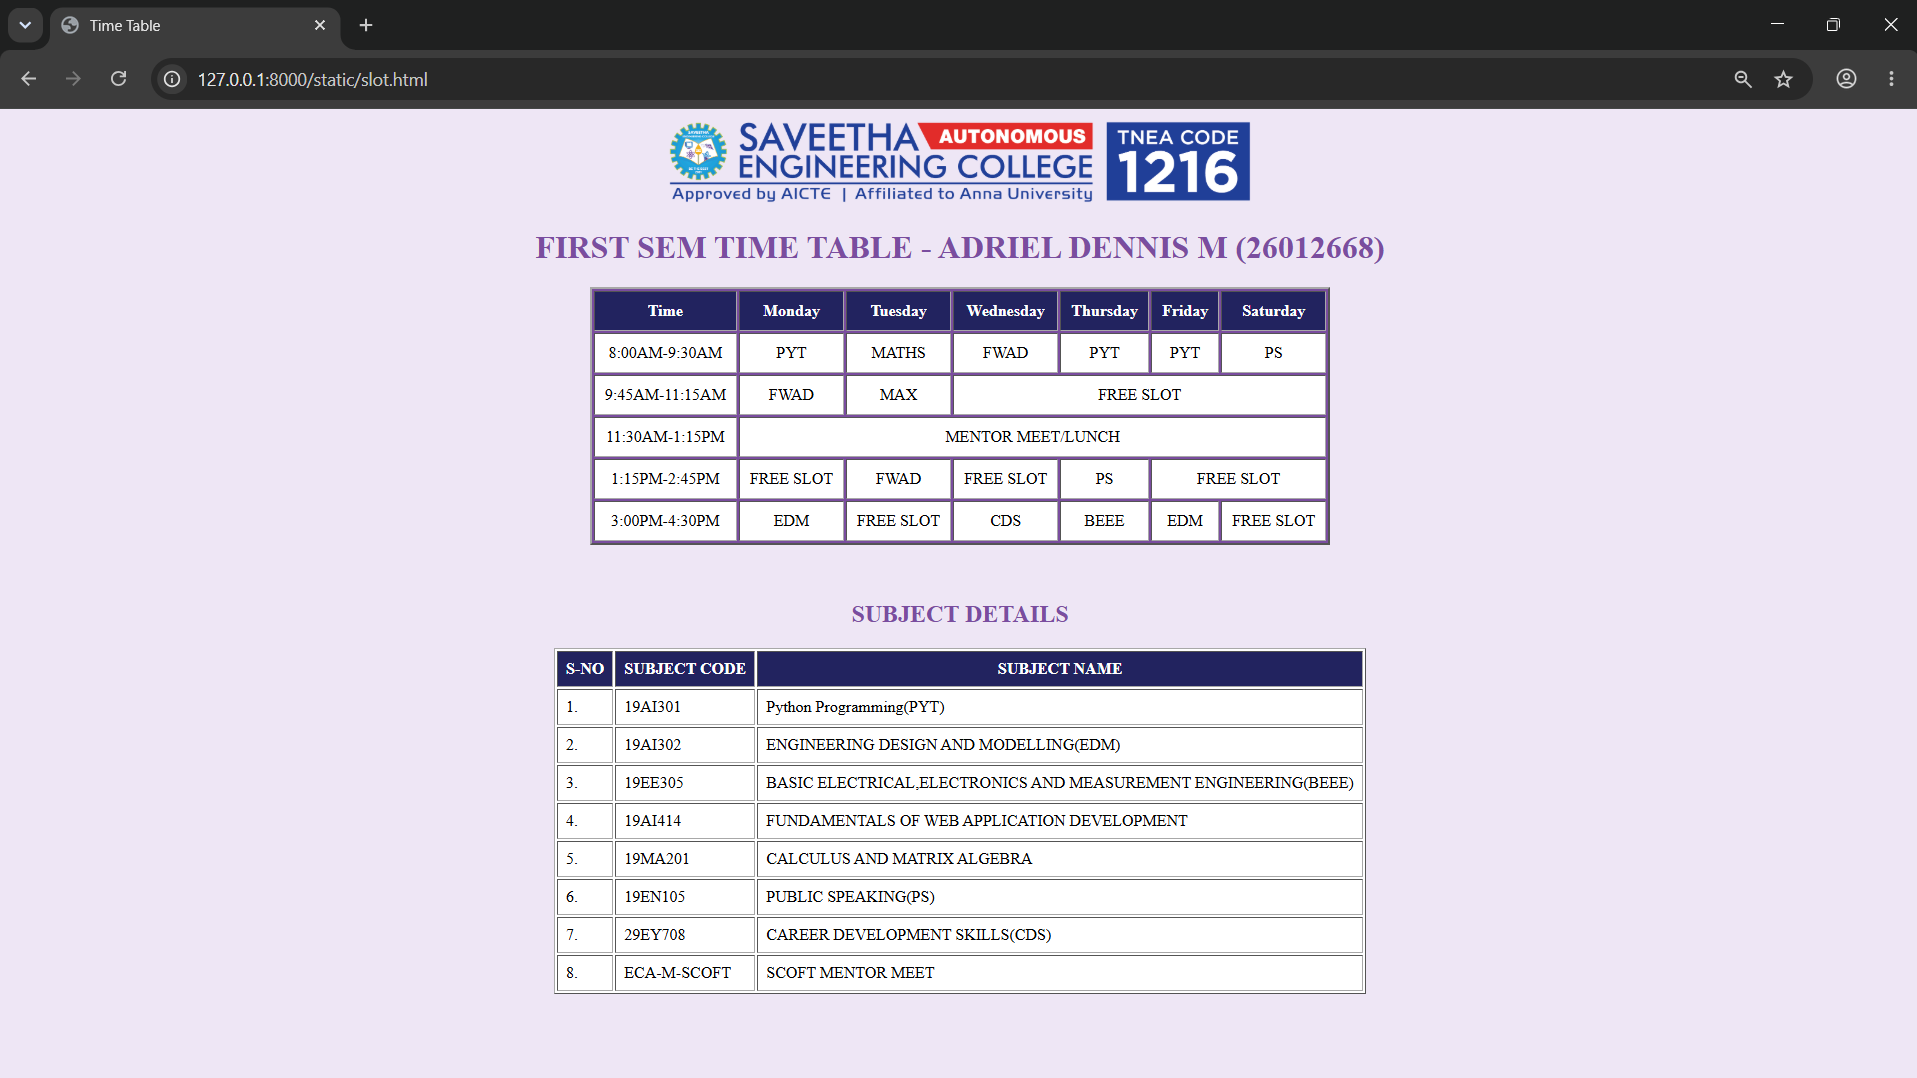 Time Table
127.0.0.1:8000/static/slot.html
SAVEETHA AUTONOMOUS
ENGINEERING COLLEGE
Approved by AICTE | Affiliated to Anna University
TNEA CODE
1216
FIRST SEM TIME TABLE - ADRIEL DENNIS M (26012668)
Time Monday Tuesday Wednesday Thursday Friday Saturday
8:00AM-9:30AM PYT MATHS FWAD PYT PYT PS
9:45AM-11:15AM FWAD MAX FREE SLOT
11:30AM-1:15PM MENTOR MEET/LUNCH
1:15PM-2:45PM FREE SLOT FWAD FREE SLOT PS FREE SLOT
3:00PM-4:30PM EDM FREE SLOT CDS BEEE EDM FREE SLOT
SUBJECT DETAILS
S-NO SUBJECT CODE SUBJECT NAME
1. 19AI301 Python Programming(PYT)
2. 19AI302 ENGINEERING DESIGN AND MODELLING(EDM)
3. 19EE305 BASIC ELECTRICAL,ELECTRONICS AND MEASUREMENT ENGINEERING(BEEE)
4. 19AI414 FUNDAMENTALS OF WEB APPLICATION DEVELOPMENT
5. 19MA201 CALCULUS AND MATRIX ALGEBRA
6. 19EN105 PUBLIC SPEAKING(PS)
7. 29EY708 CAREER DEVELOPMENT SKILLS(CDS)
8. ECA-M-SCOFT SCOFT MENTOR MEET